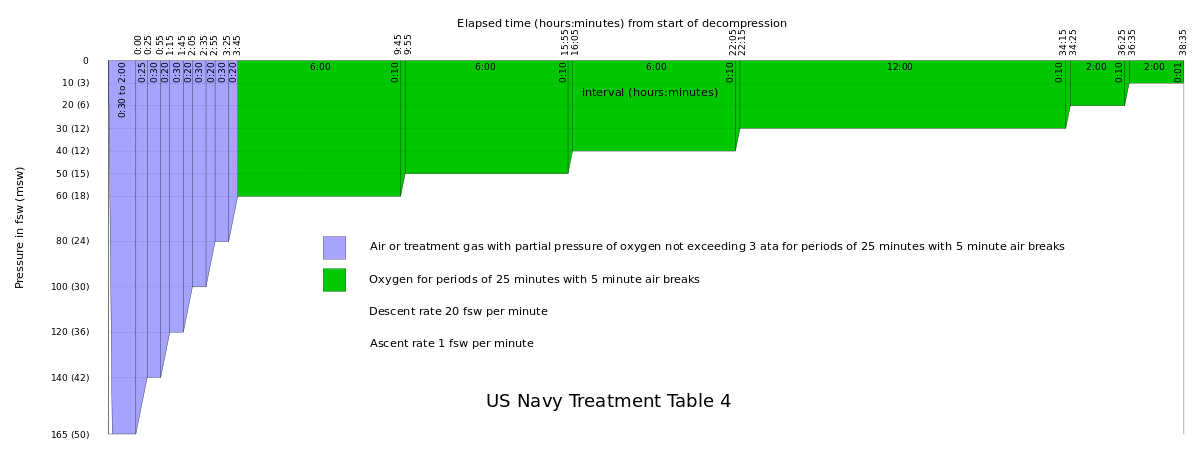 Elapsed time (hours:minutes) from start of decompression
0:00 0:25 0:55 1:15 1:45 2:05 2:35 2:55 3:25 3:45 9:45 9:55 15:55 16:05 22:05 22:15 34:15 34:25 36:25 36:35 38:35
0:30 to 2:00 0:25 0:30 0:20 0:30 0:20 0:30 0:20 0:30 0:20 6:00 0:10 6:00 0:10 6:00 0:10 12:00 0:10 2:00 0:10 2:00 0:01
interval (hours:minutes)
Pressure in fsw (msw)
0
10 (3)
20 (6)
30 (12)
40 (12)
50 (15)
60 (18)
80 (24)
100 (30)
120 (36)
140 (42)
165 (50)
Air or treatment gas with partial pressure of oxygen not exceeding 3 ata for periods of 25 minutes with 5 minute air breaks
Oxygen for periods of 25 minutes with 5 minute air breaks
Descent rate 20 fsw per minute
Ascent rate 1 fsw per minute
US Navy Treatment Table 4